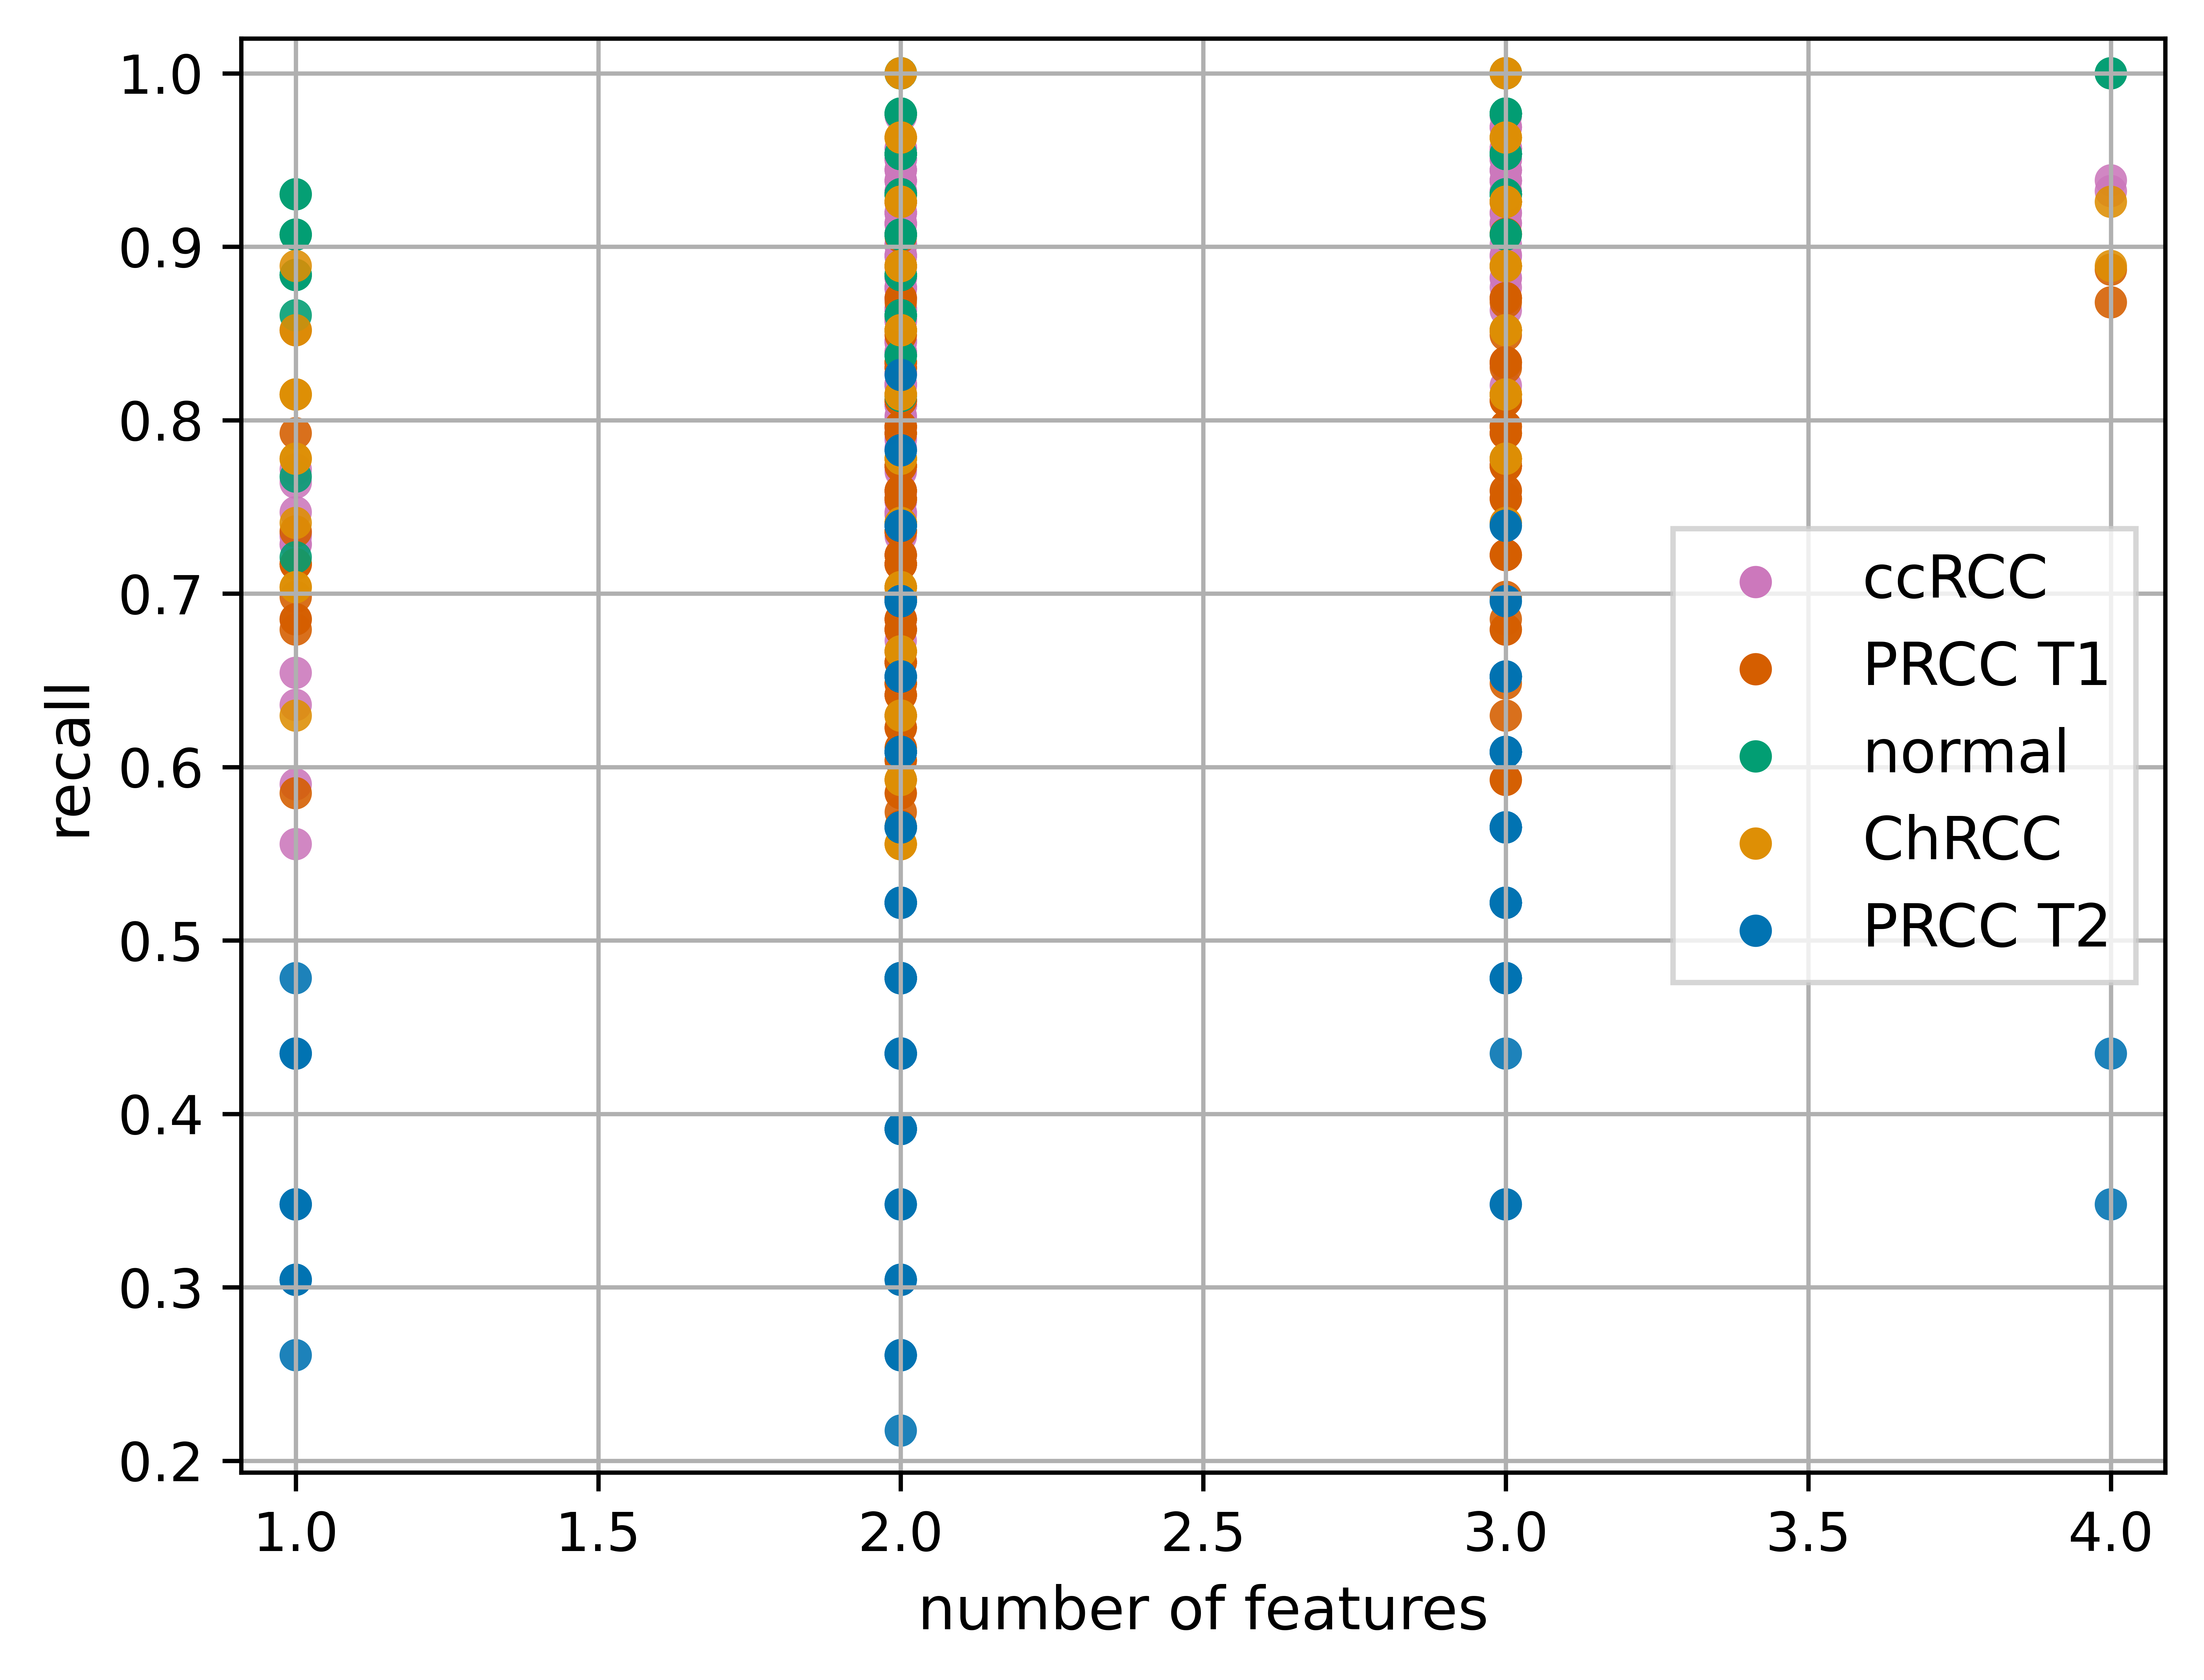 1.0
0.9
0.8
0.7
0.6
0.5
0.4
0.3
0.2
recall
ccRCC
PRCC T1
normal
ChRCC
PRCC T2
1.0 1.5 2.0 2.5 3.0 3.5 4.0
number of features